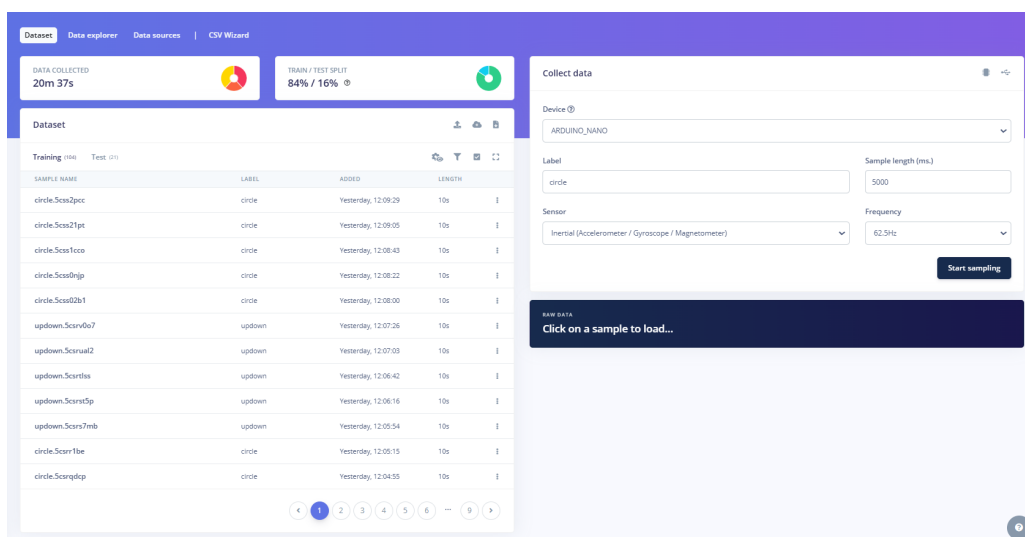 Dataset Data explorer Data sources | CSV Wizard
DATA COLLECTED
20m 37s
TRAIN / TEST SPLIT
84% / 16%
Dataset
Training (104) Test (21)
SAMPLE NAME LABEL ADDED LENGTH
circle.5css2pcc circle Yesterday, 12:09:29 10s
circle.5css21pt circle Yesterday, 12:09:05 10s
circle.5css1cco circle Yesterday, 12:08:43 10s
circle.5css0njp circle Yesterday, 12:08:22 10s
circle.5css02b1 circle Yesterday, 12:08:00 10s
updown.5csrv0o7 updown Yesterday, 12:07:26 10s
updown.5csrual2 updown Yesterday, 12:07:03 10s
updown.5csrtlss updown Yesterday, 12:06:42 10s
updown.5csrst5p updown Yesterday, 12:06:16 10s
updown.5csrs7mb updown Yesterday, 12:05:54 10s
circle.5csrr1be circle Yesterday, 12:05:15 10s
circle.5csrqdcp circle Yesterday, 12:04:55 10s
1 2 3 4 5 6 ... 9
Collect data
Device
ARDUINO_NANO
Label Sample length (ms.)
circle 5000
Sensor Frequency
Inertial (Accelerometer / Gyroscope / Magnetometer) 62.5Hz
Start sampling
RAW DATA
Click on a sample to load...